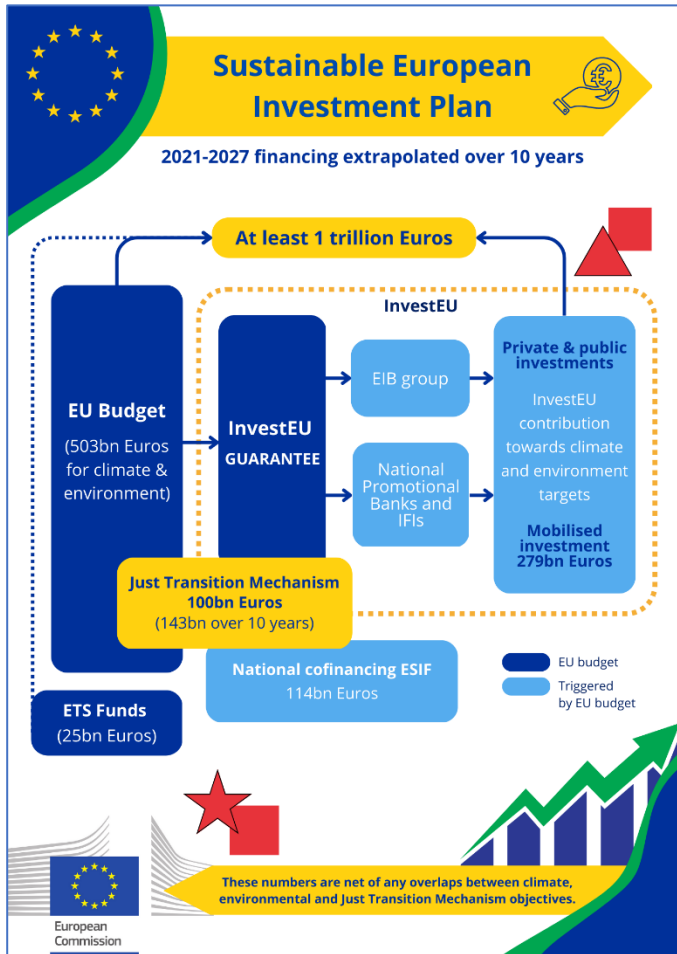 Sustainable European
Investment Plan
2021-2027 financing extrapolated over 10 years
At least 1 trillion Euros
InvestEU
EU Budget
(503bn Euros
for climate &
environment)
InvestEU
GUARANTEE
EIB group
National
Promotional
Banks and
IFIs
Private & public
investments
InvestEU
contribution
towards climate
and environment
targets
Mobilised
investment
279bn Euros
Just Transition Mechanism
100bn Euros
(143bn over 10 years)
National cofinancing ESIF
114bn Euros
ETS Funds
(25bn Euros)
EU budget
Triggered
by EU budget
These numbers are net of any overlaps between climate,
environmental and Just Transition Mechanism objectives.
European
Commission